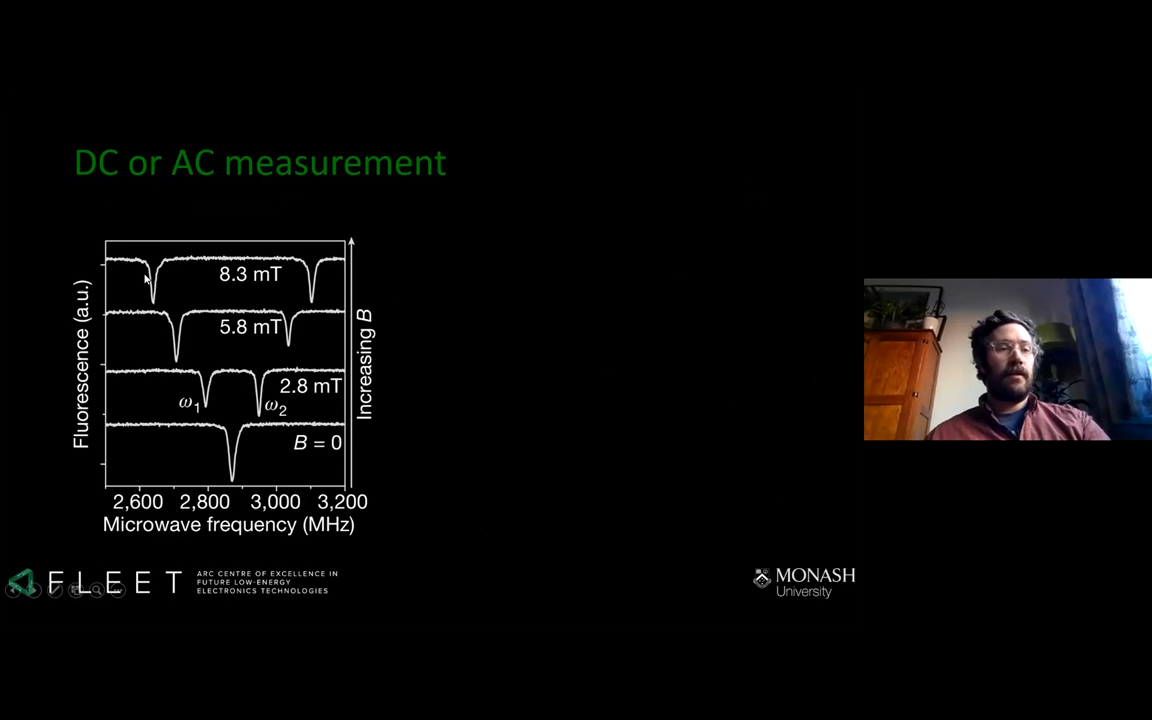 DC or AC measurement
Fluorescence (a.u.)
8.3 mT
5.8 mT
2.8 mT
ω1
ω2
B = 0
Increasing B
2,600 2,800 3,000 3,200
Microwave frequency (MHz)
FLEET
ARC CENTRE OF EXCELLENCE IN
FUTURE LOW-ENERGY
ELECTRONICS TECHNOLOGIES
MONASH
University